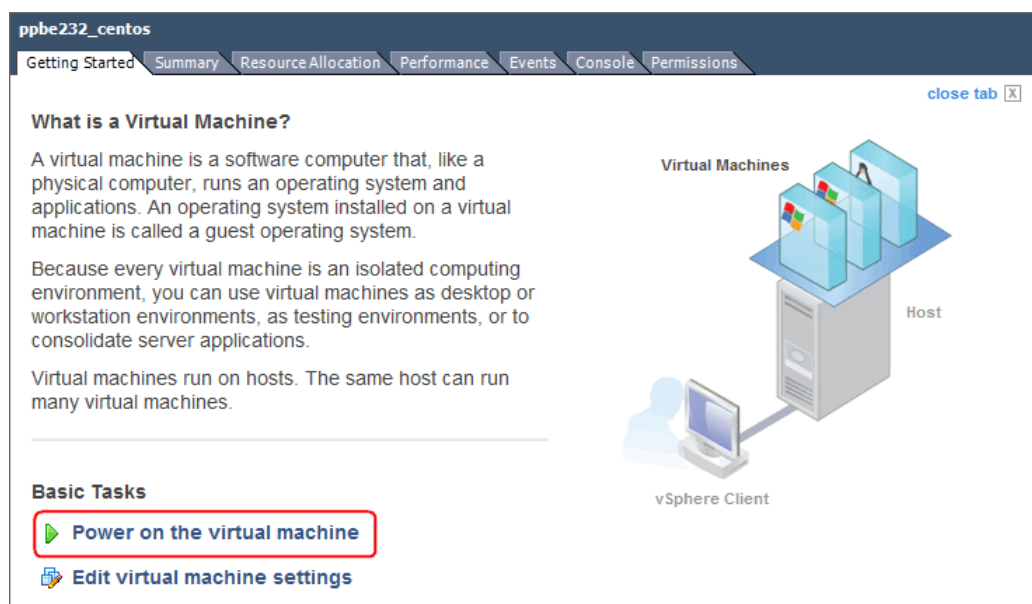 ppbe232_centos
Getting Started Summary Resource Allocation Performance Events Console Permissions
close tab X
What is a Virtual Machine?
A virtual machine is a software computer that, like a
physical computer, runs an operating system and
applications. An operating system installed on a virtual
machine is called a guest operating system.
Because every virtual machine is an isolated computing
environment, you can use virtual machines as desktop or
workstation environments, as testing environments, or to
consolidate server applications.
Virtual machines run on hosts. The same host can run
many virtual machines.
Virtual Machines
Host
vSphere Client
Basic Tasks
Power on the virtual machine
Edit virtual machine settings